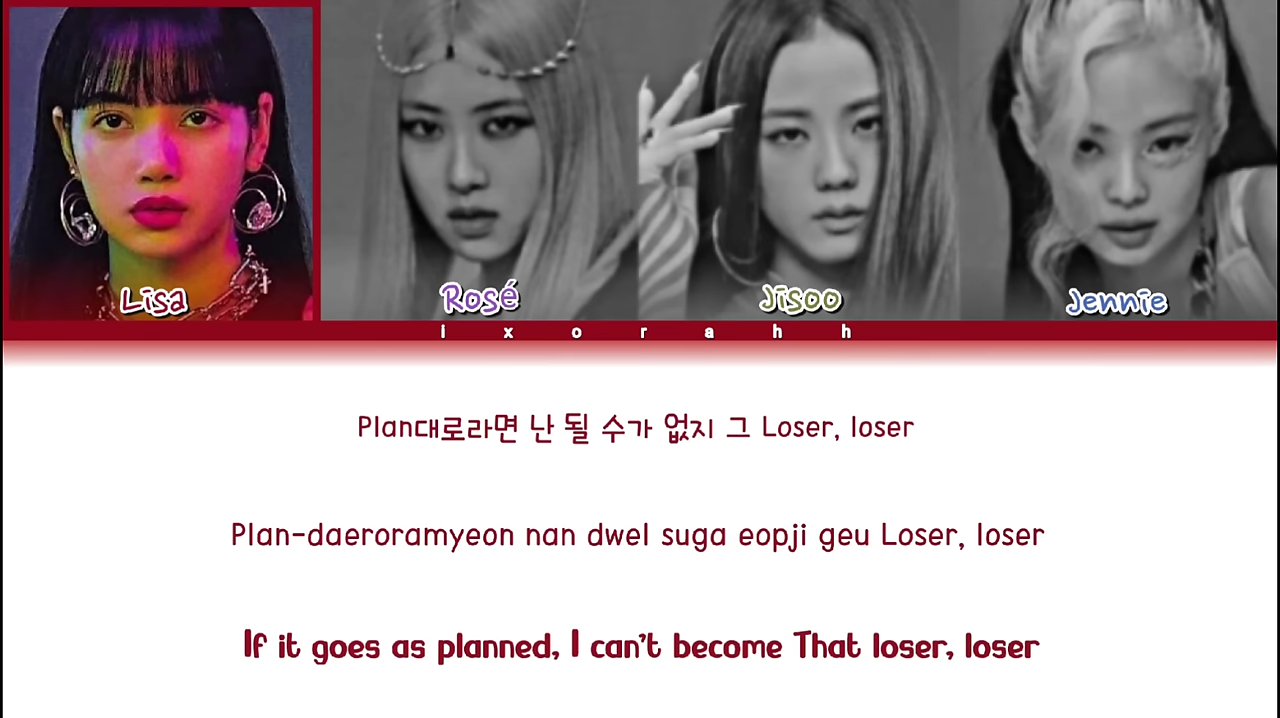 Lisa Rosé Jisoo Jennie
ixorahh
Plan대로라면 난 될 수가 없지 그 Loser, loser
Plan-daeroramyeon nan dwel suga eopji geu Loser, loser
If it goes as planned, I can't become That loser, loser